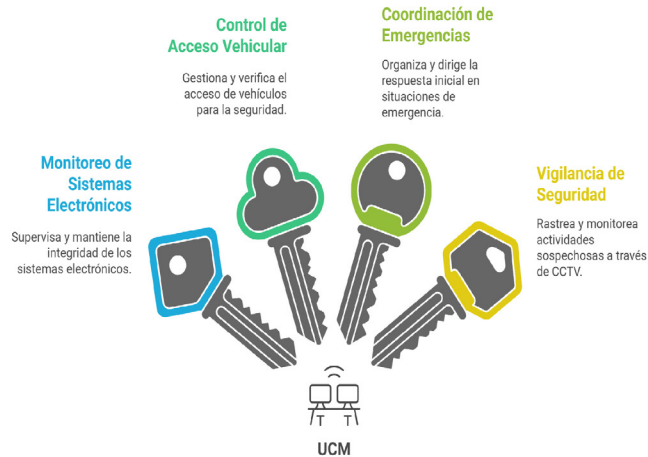 Control de
Acceso Vehicular
Gestiona y verifica el
acceso de vehículos
para la seguridad.
Coordinación de
Emergencias
Organiza y dirige la
respuesta inicial en
situaciones de
emergencia.
Monitoreo de
Sistemas
Electrónicos
Supervisa y mantiene la
integridad de los
sistemas electrónicos.
Vigilancia de
Seguridad
Rastrea y monitorea
actividades
sospechosas a través
de CCTV.
UCM